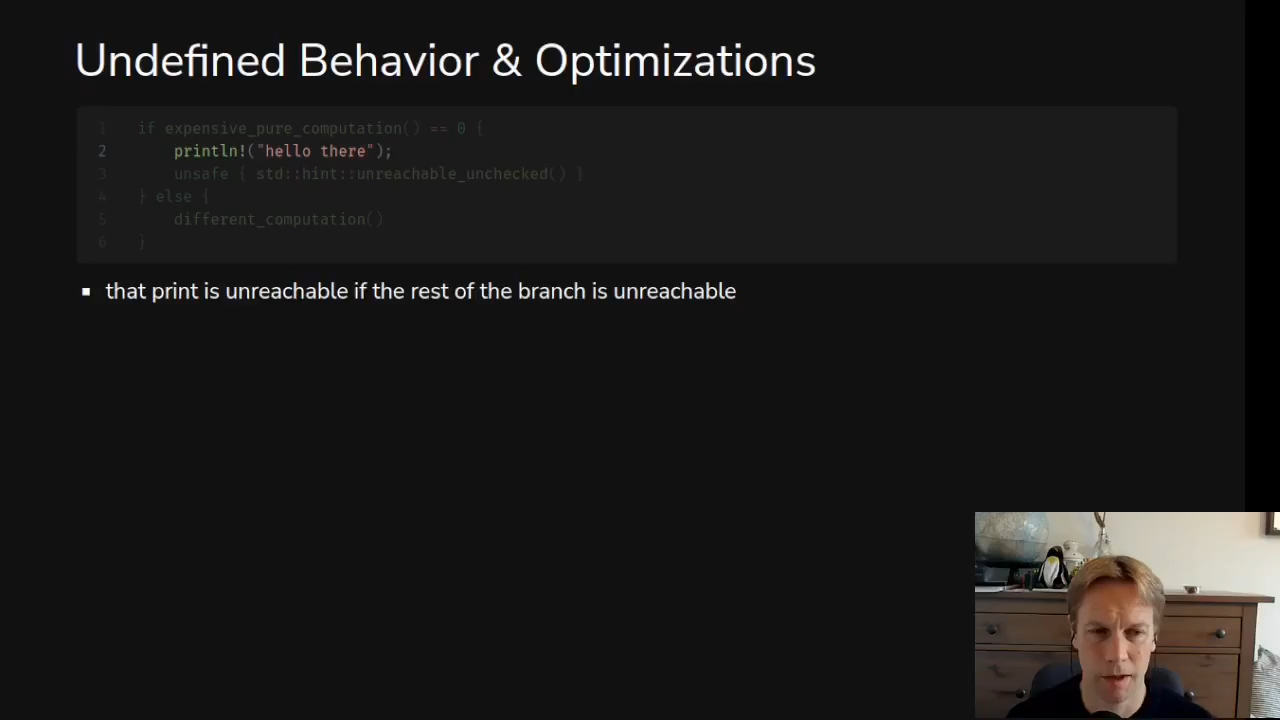 Undefined Behavior & Optimizations
1 if expensive_pure_computation() == 0 {
2 println!("hello there");
3 unsafe { std::hint::unreachable_unchecked() }
4 } else {
5 different_computation()
6 }
▪ that print is unreachable if the rest of the branch is unreachable